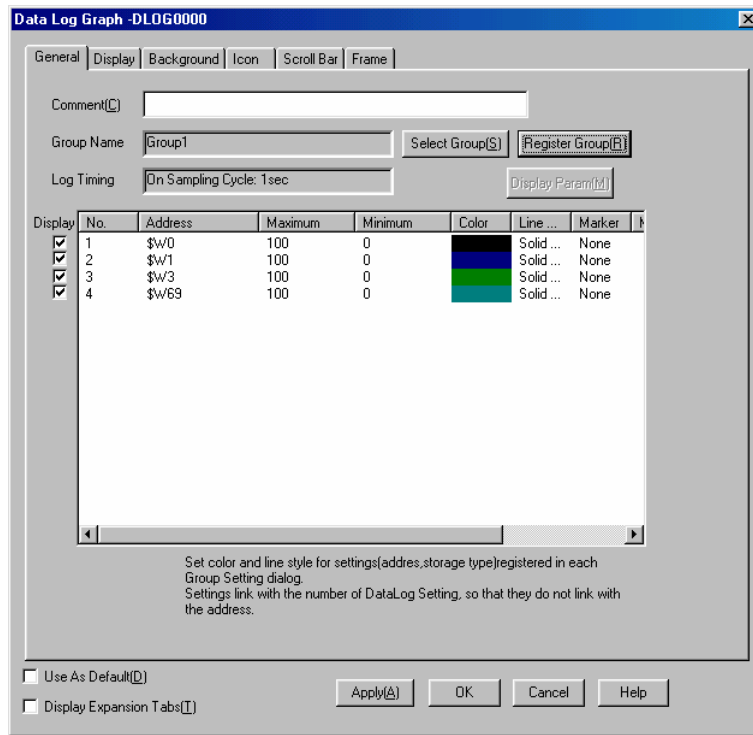 Data Log Graph -DLOG0000
General Display Background Icon Scroll Bar Frame
Comment(C)
Group Name Group1 Select Group(S) Register Group(R)
Log Timing On Sampling Cycle: 1sec Display Param(M)
Display No. Address Maximum Minimum Color Line ... Marker
1 $W0 100 0 Solid ... None
2 $W1 100 0 Solid ... None
3 $W3 100 0 Solid ... None
4 $W69 100 0 Solid ... None
Set color and line style for settings(addres,storage type)registered in each
Group Setting dialog.
Settings link with the number of DataLog Setting, so that they do not link with
the address.
Use As Default(D)
Apply(A) OK Cancel Help
Display Expansion Tabs(T)